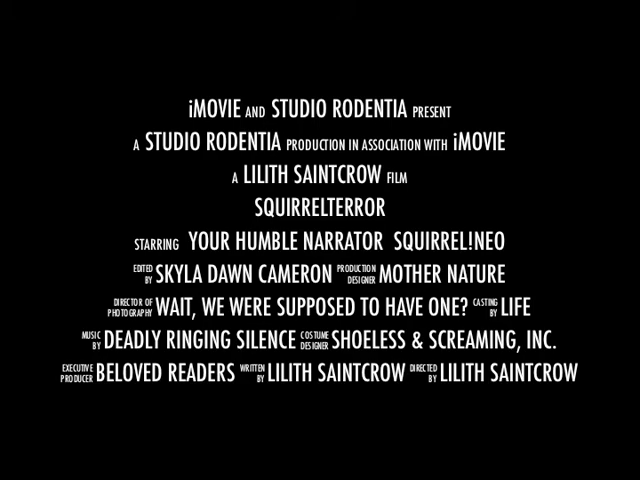 iMOVIE AND STUDIO RODENTIA PRESENT
A STUDIO RODENTIA PRODUCTION IN ASSOCIATION WITH iMOVIE
A LILITH SAINTCROW FILM
SQUIRRELTERROR
STARRING YOUR HUMBLE NARRATOR SQUIRREL!NEO
EDITED BY SKYLA DAWN CAMERON PRODUCTION DESIGNER MOTHER NATURE
DIRECTOR OF PHOTOGRAPHY WAIT, WE WERE SUPPOSED TO HAVE ONE? CASTING BY LIFE
MUSIC BY DEADLY RINGING SILENCE COSTUME DESIGNER SHOELESS & SCREAMING, INC.
EXECUTIVE PRODUCER BELOVED READERS WRITTEN BY LILITH SAINTCROW DIRECTED BY LILITH SAINTCROW